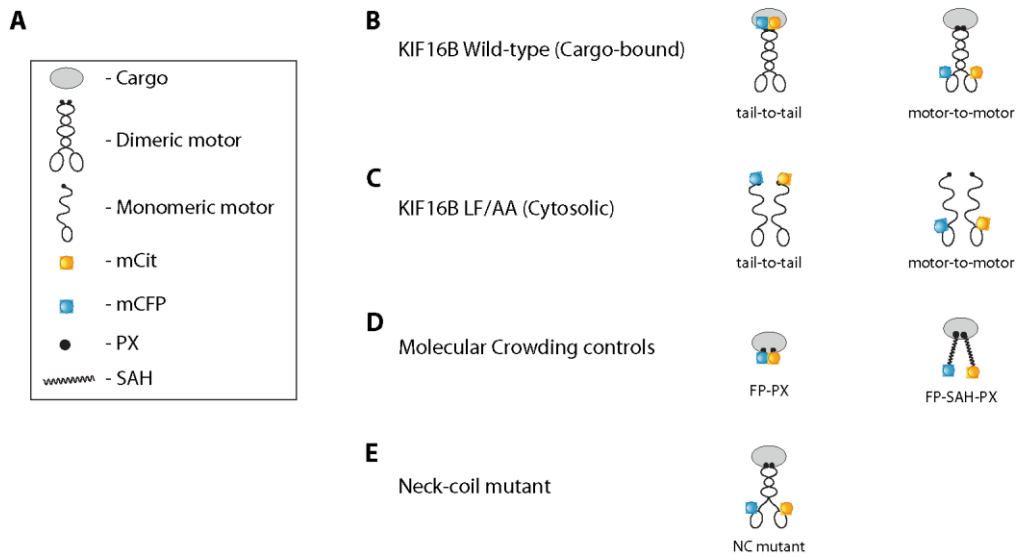 A
- Cargo
- Dimeric motor
- Monomeric motor
- mCit
- mCFP
- PX
- SAH
B
KIF16B Wild-type (Cargo-bound)
tail-to-tail
motor-to-motor
C
KIF16B LF/AA (Cytosolic)
tail-to-tail
motor-to-motor
D
Molecular Crowding controls
FP-PX
FP-SAH-PX
E
Neck-coil mutant
NC mutant